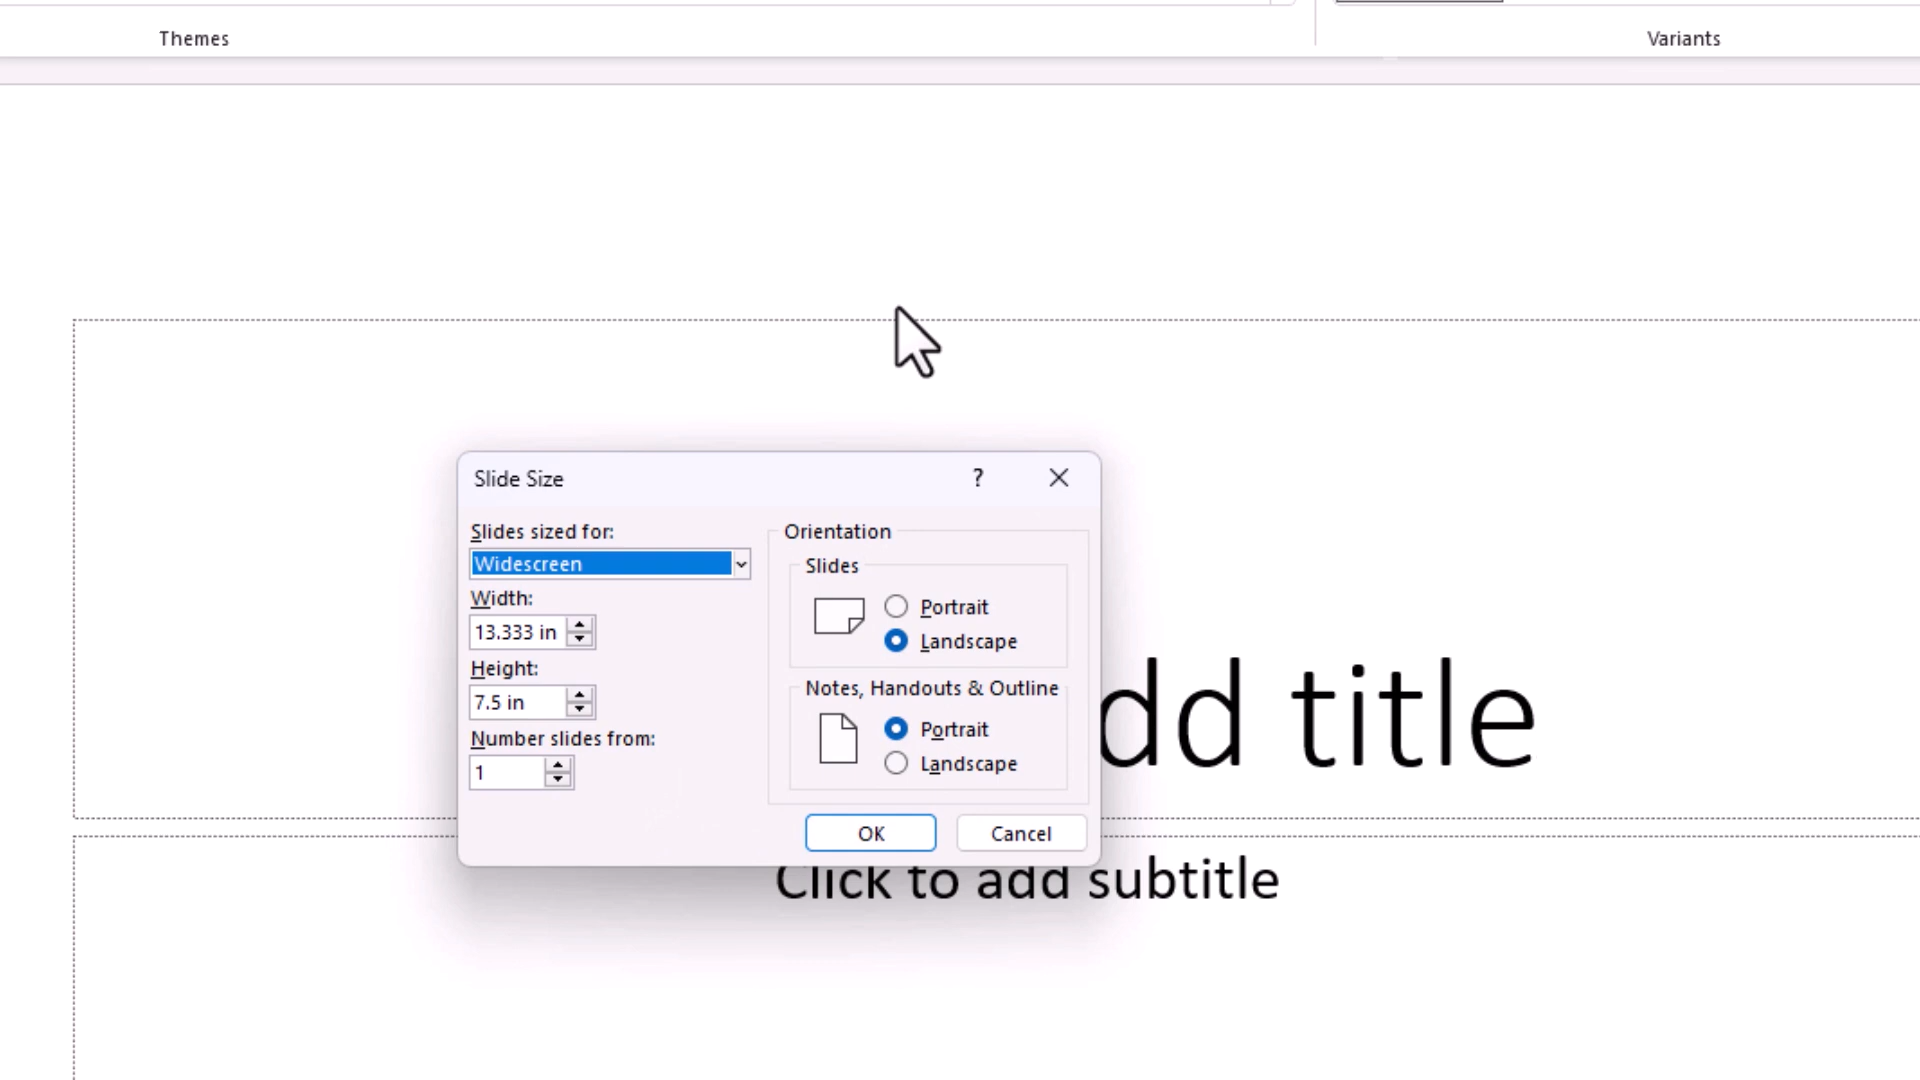 Themes
Variants
Slide Size
?
Slides sized for:
Widescreen
Width:
13.333 in
Height:
7.5 in
Number slides from:
1
Orientation
Slides
Portrait
Landscape
Notes, Handouts & Outline
Portrait
Landscape
OK
Cancel
dd title
Click to add subtitle